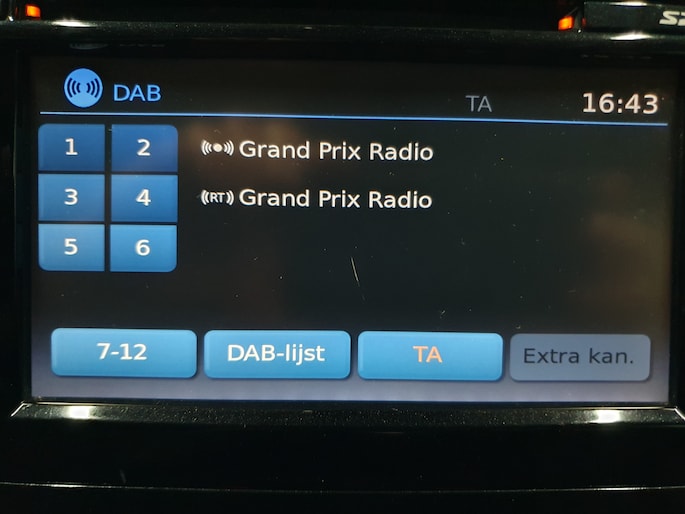 DAB
TA 16:43
1 2
Grand Prix Radio
3 4
RT Grand Prix Radio
5 6
7-12 DAB-lijst TA Extra kan.